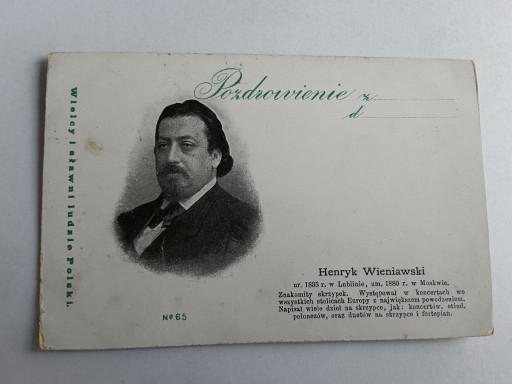 Pozdrowienie z
d
Wielcy i sławni ludzie Polski.
Henryk Wieniawski
ur. 1835 r. w Lublinie, um. 1880 r. w Moskwie.
Znakomity skrzypek. Występował w koncertach we
wszystkich stolicach Europy z największem powodzeniem.
Napisał wiele dzieł na skrzypce, jak: koncertów, etiud,
polonezów, oraz duetów na skrzypce i fortepian.
№ 65